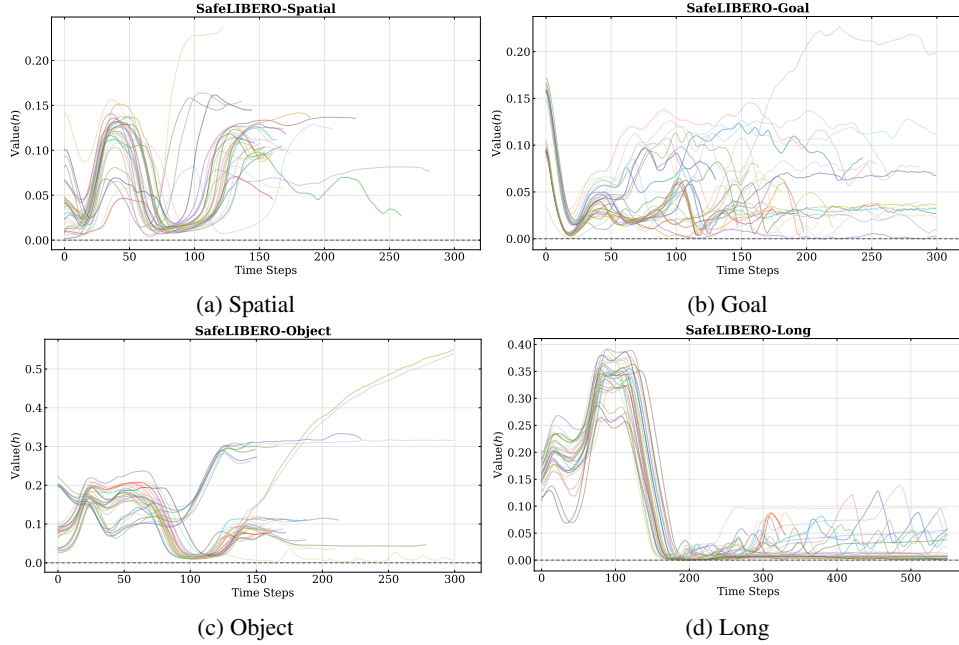 SafeLIBERO-Spatial
Value(h)
0.20
0.15
0.10
0.05
0.00
0 50 100 150 200 250 300
Time Steps
(a) Spatial
SafeLIBERO-Goal
Value(h)
0.20
0.15
0.10
0.05
0.00
0 50 100 150 200 250 300
Time Steps
(b) Goal
SafeLIBERO-Object
Value(h)
0.5
0.4
0.3
0.2
0.1
0.0
0 50 100 150 200 250 300
Time Steps
(c) Object
SafeLIBERO-Long
Value(h)
0.40
0.35
0.30
0.25
0.20
0.15
0.10
0.05
0.00
0 100 200 300 400 500
Time Steps
(d) Long